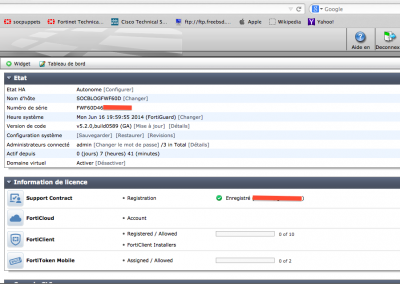 socpuppets Fortinet Technica... Cisco Technical S... ftp://ftp.freebsd... Apple Wikipedia Yahoo!
Google
Aide en Deconnex
Widget Tableau de bord
Etat
Etat HA Autonome [Configurer]
Nom d'hôte SOCBLOGFWF60D [Changer]
Numéro de série FWF60D46
Heure système Mon Jun 16 19:59:55 2014 (FortiGuard) [Changer]
Version de code v5.2.0,build0589 (GA) [Mise à jour] [Détails]
Configuration système [Sauvegarder] [Restaurer] [Revisions]
Administrateurs connecté admin [Changer le mot de passe] /3 in Total [Détails]
Actif depuis 0 (jours) 7 (heures) 41 (minutes)
Domaine virtuel Activer [Désactiver]
Information de licence
Support Contract Registration Enregistré ( )
FortiCloud Account
FortiClient Registered / Allowed 0 of 10
FortiClient Installers
FortiToken Mobile Assigned / Allowed 0 of 2